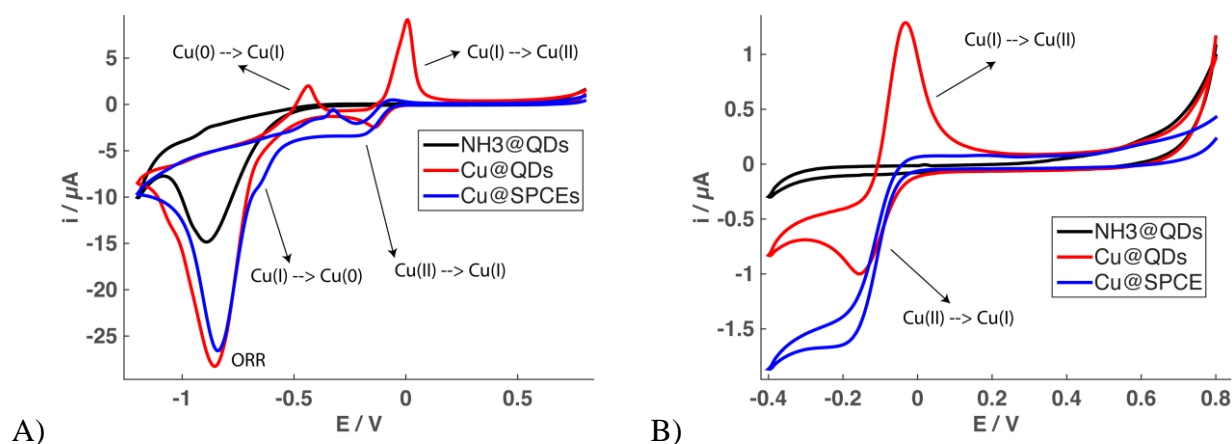 Cu(0) --> Cu(I)
Cu(I) --> Cu(II)
NH3@QDs
Cu@QDs
Cu@SPCEs
Cu(II) --> Cu(I)
Cu(I) --> Cu(0)
ORR
i / µA
5
0
-5
-10
-15
-20
-25
-1
-0.5
0
0.5
E / V
A)
Cu(I) --> Cu(II)
NH3@QDs
Cu@QDs
Cu@SPCE
Cu(II) --> Cu(I)
i / µA
1
0.5
0
-0.5
-1
-1.5
-0.4
-0.2
0
0.2
0.4
0.6
0.8
E / V
B)